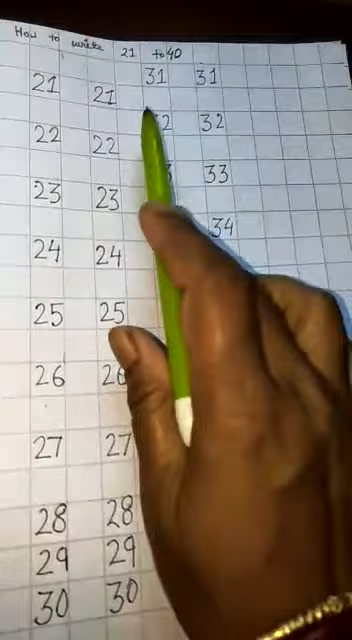 How to write 21 to 40
21 21 31 31
22 22 32 32
23 23 33
24 24 34
25 25
26 26
27 27
28 28
29 29
30 30